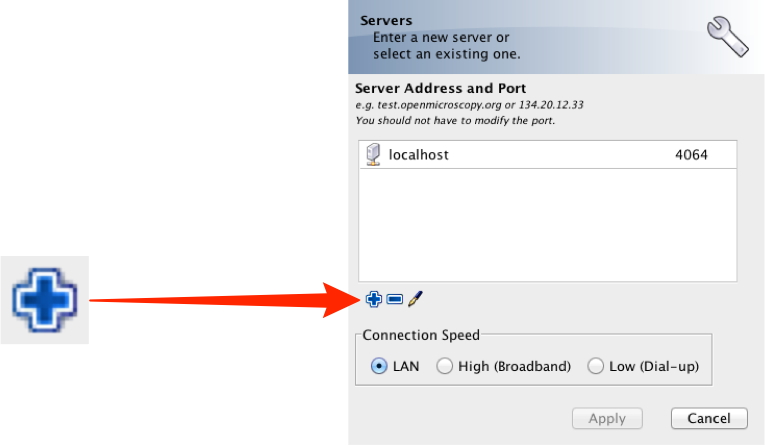 Servers
Enter a new server or
select an existing one.
Server Address and Port
e.g. test.openmicroscopy.org or 134.20.12.33
You should not have to modify the port.
localhost 4064
Connection Speed
LAN High (Broadband) Low (Dial-up)
Apply Cancel